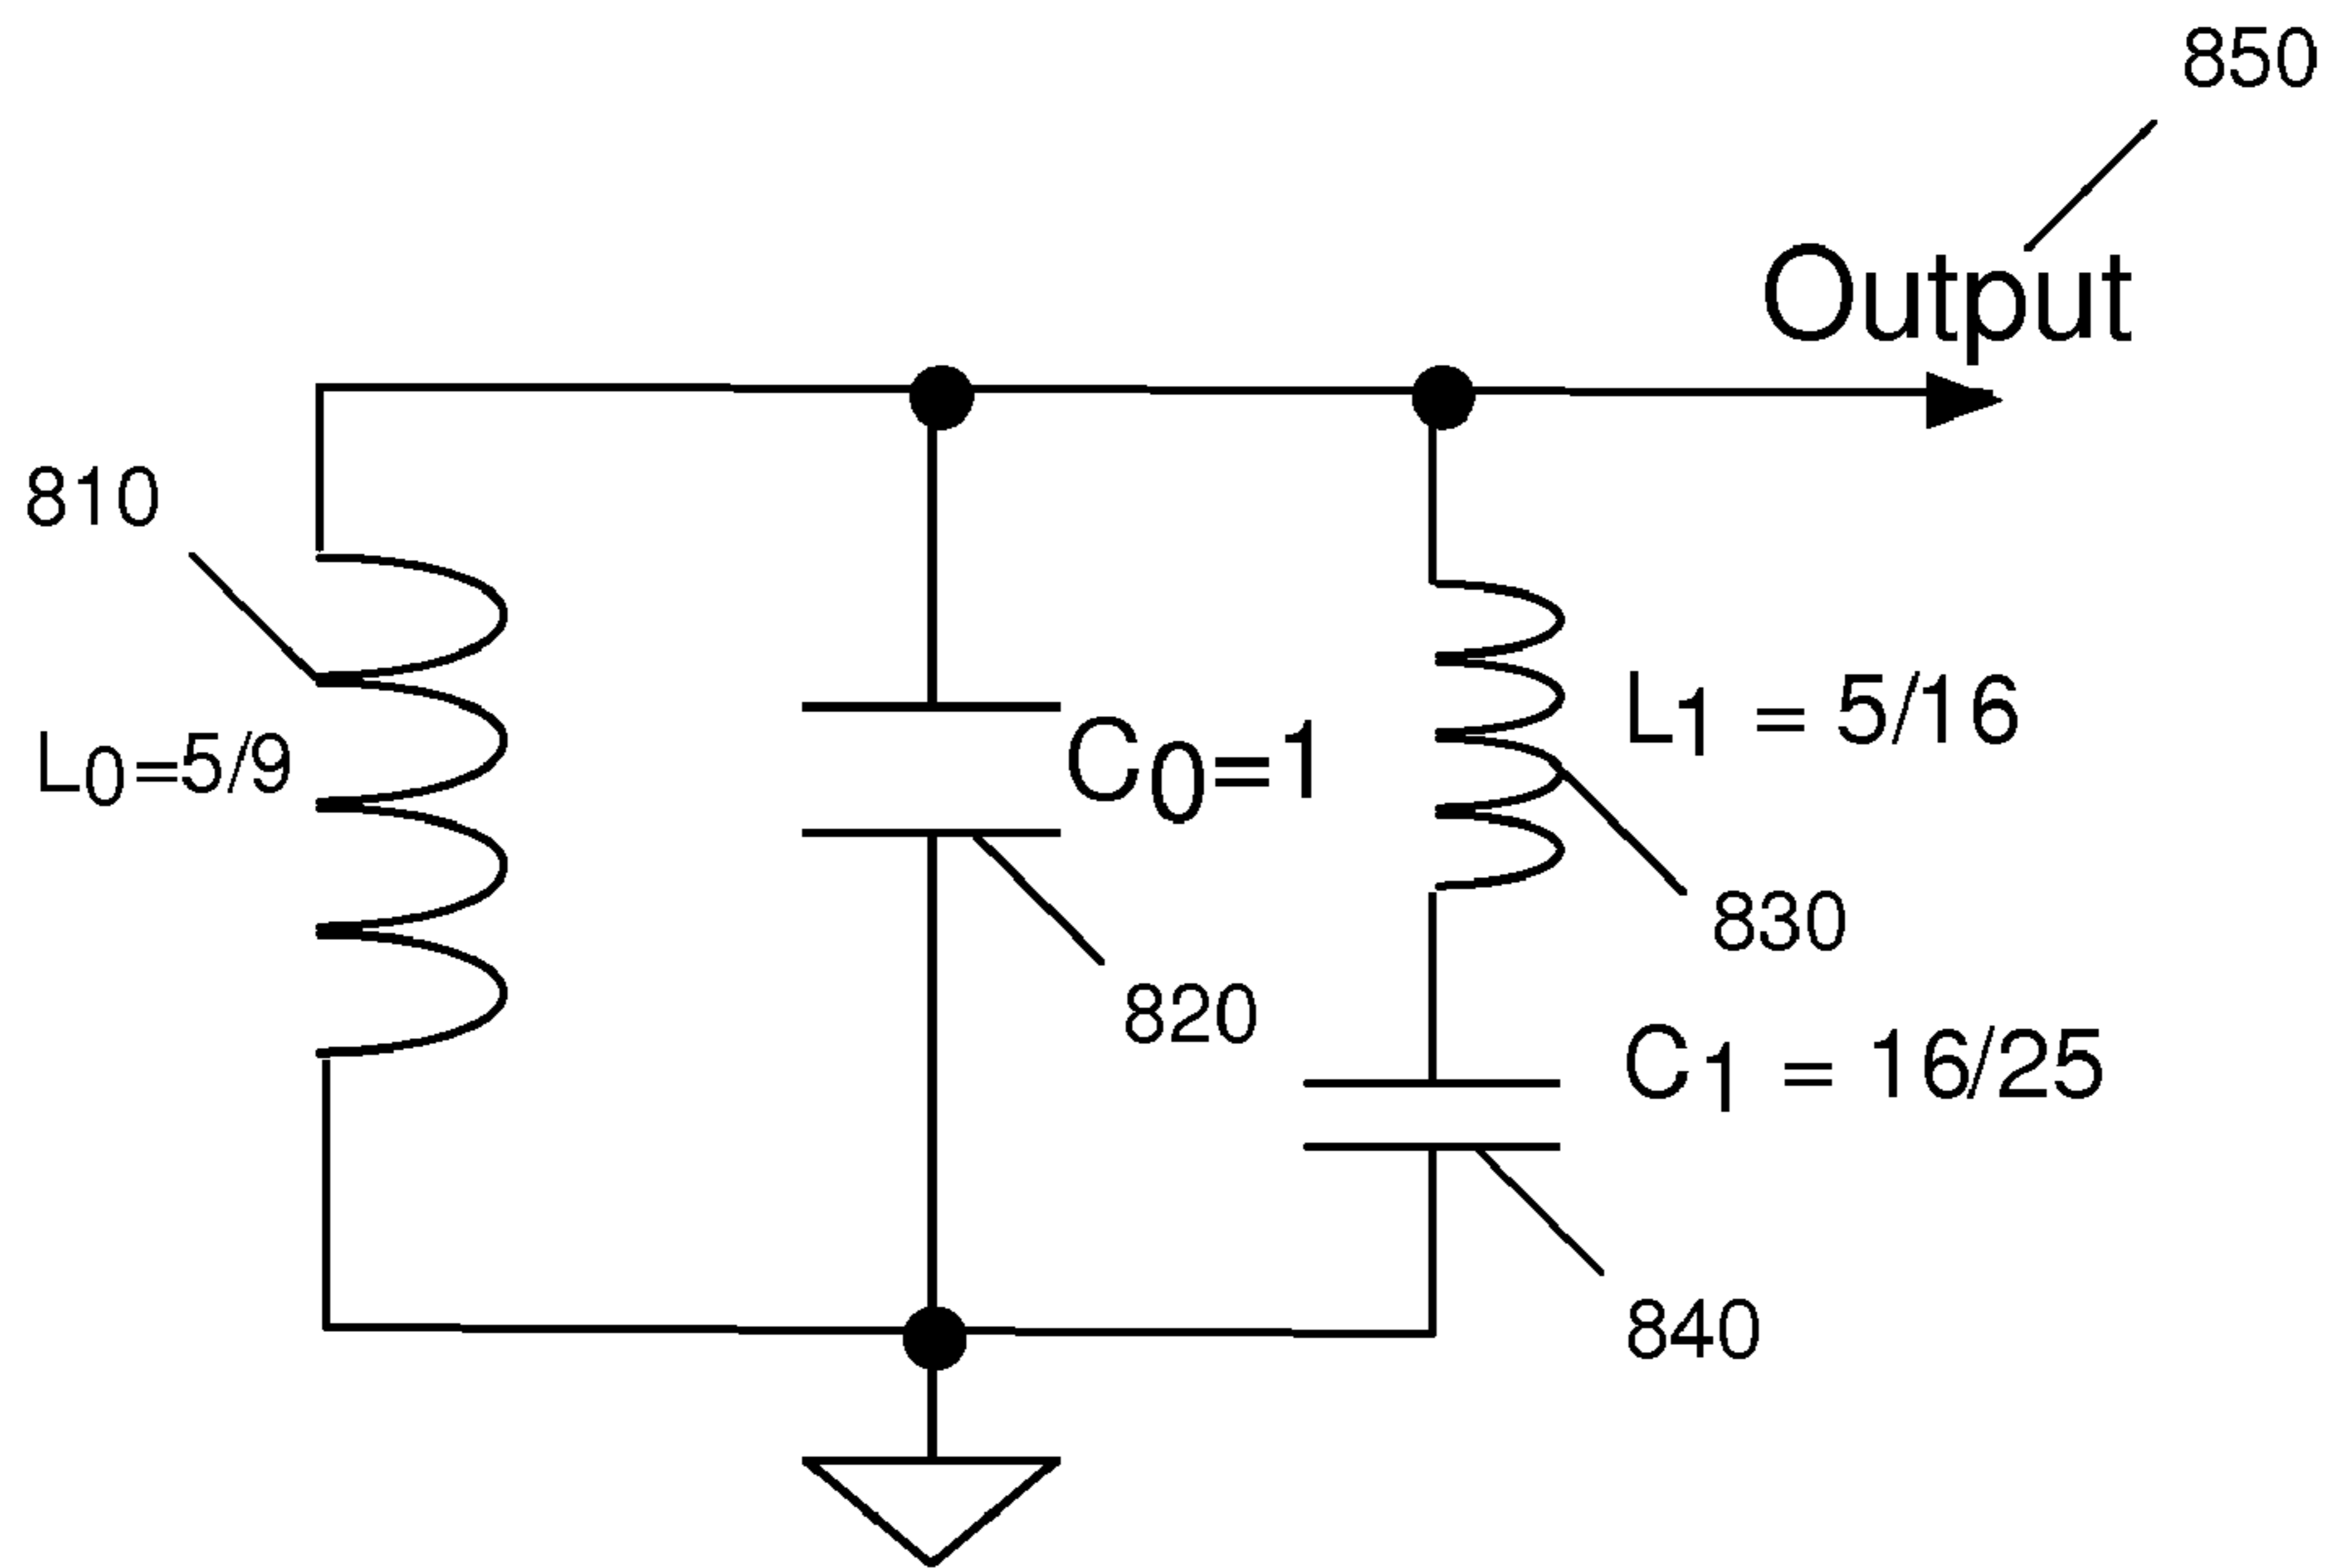 850
Output
810
L0=5/9
C0=1
L1 = 5/16
830
820
C1 = 16/25
840